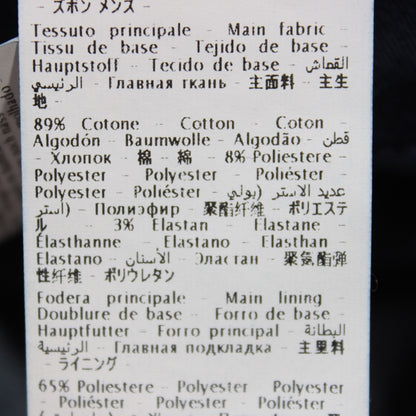 - ズボン メンズ -
Tessuto principale - Main fabric -
Tissu de base - Tejido de base -
Hauptstoff - Tecido de base - القماش
الرئيسي - Главная ткань - 主面料 - 主生
地 -
89% Cotone - Cotton - Coton -
Algodón - Baumwolle - Algodão - قطن
- Хлопок - 棉 - 綿 - 8% Poliestere -
Polyester - Polyester - Poliéster -
Polyester - Poliéster - عديد الاستر (بولي
أستر) - Полиэфир - 聚酯纤维 - ポリエステ
ル - 3% Elastan - Elastane -
Élasthanne - Elastano - Elasthan -
Elastano - الأستان - Эластан - 聚氨酯弹
性纤维 - ポリウレタン
Fodera principale - Main lining -
Doublure de base - Forro de base -
Hauptfutter - Forro principal - البطانة
الرئيسية - Главная подкладка - 主里料
- ライニング -
65% Poliestere - Polyester - Polyester
- Poliéster - Polyester - Poliéster -